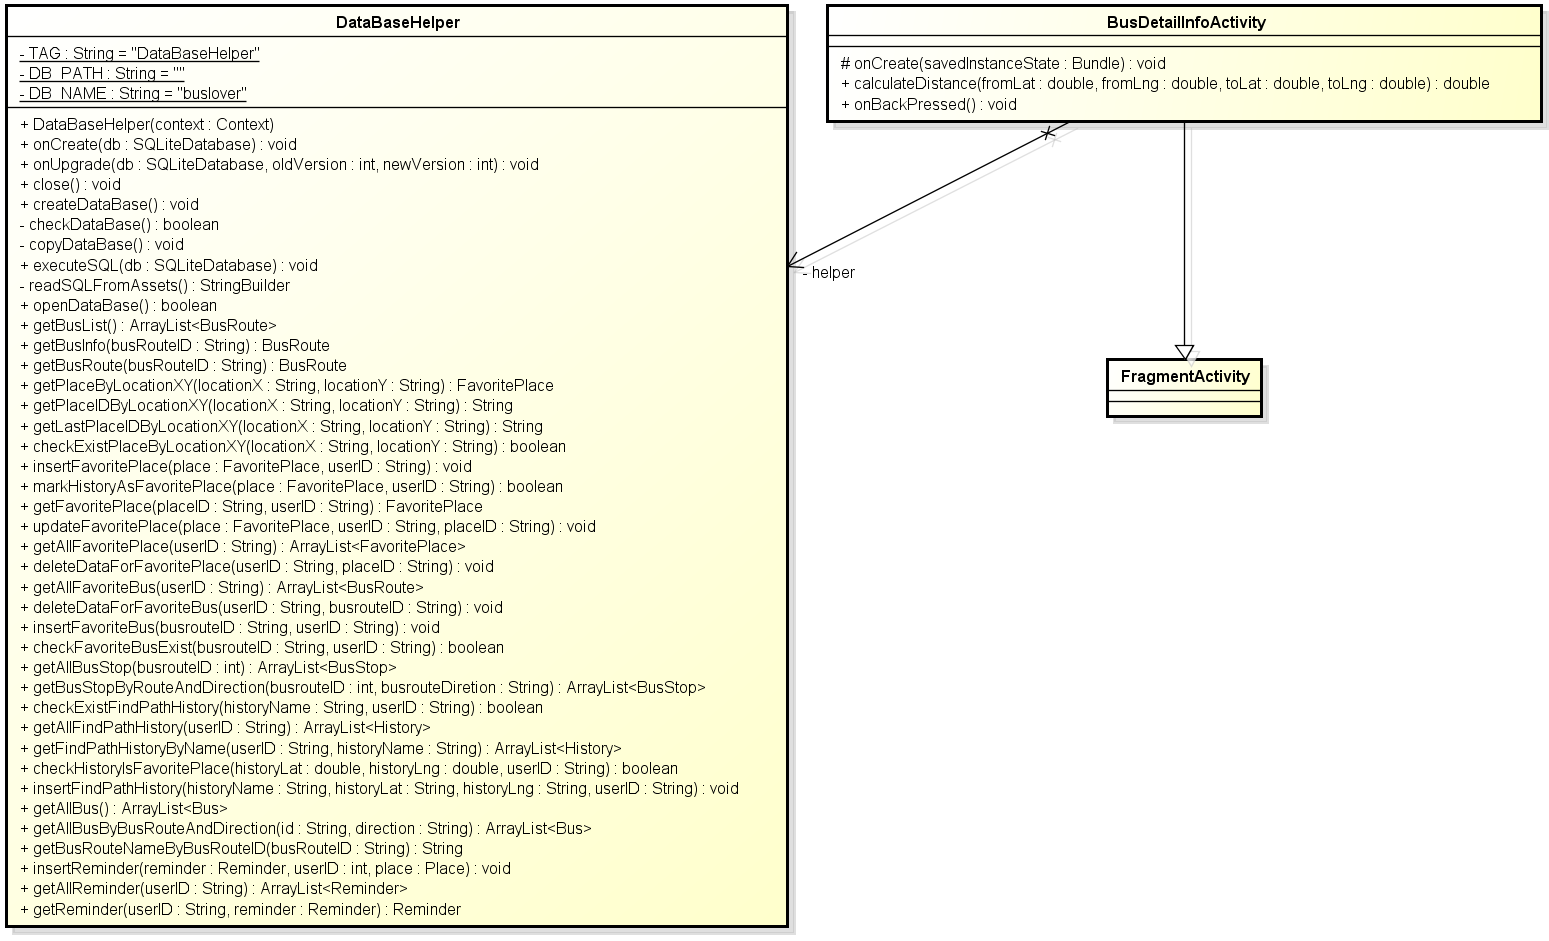 DataBaseHelper
- TAG : String = "DataBaseHelper"
- DB_PATH : String = ""
- DB_NAME : String = "buslover"
+ DataBaseHelper(context : Context)
+ onCreate(db : SQLiteDatabase) : void
+ onUpgrade(db : SQLiteDatabase, oldVersion : int, newVersion : int) : void
+ close() : void
+ createDataBase() : void
- checkDataBase() : boolean
- copyDataBase() : void
+ executeSQL(db : SQLiteDatabase) : void
- readSQLFromAssets() : StringBuilder
+ openDataBase() : boolean
+ getBusList() : ArrayList<BusRoute>
+ getBusInfo(busRouteID : String) : BusRoute
+ getBusRoute(busRouteID : String) : BusRoute
+ getPlaceByLocationXY(locationX : String, locationY : String) : FavoritePlace
+ getPlaceIDByLocationXY(locationX : String, locationY : String) : String
+ getLastPlaceIDByLocationXY(locationX : String, locationY : String) : String
+ checkExistPlaceByLocationXY(locationX : String, locationY : String) : boolean
+ insertFavoritePlace(place : FavoritePlace, userID : String) : void
+ markHistoryAsFavoritePlace(place : FavoritePlace, userID : String) : boolean
+ getFavoritePlace(placeID : String, userID : String) : FavoritePlace
+ updateFavoritePlace(place : FavoritePlace, userID : String, placeID : String) : void
+ getAllFavoritePlace(userID : String) : ArrayList<FavoritePlace>
+ deleteDataForFavoritePlace(userID : String, placeID : String) : void
+ getAllFavoriteBus(userID : String) : ArrayList<BusRoute>
+ deleteDataForFavoriteBus(userID : String, busrouteID : String) : void
+ insertFavoriteBus(busrouteID : String, userID : String) : void
+ checkFavoriteBusExist(busrouteID : String, userID : String) : boolean
+ getAllBusStop(busrouteID : int) : ArrayList<BusStop>
+ getBusStopByRouteAndDirection(busrouteID : int, busrouteDiretion : String) : ArrayList<BusStop>
+ checkExistFindPathHistory(historyName : String, userID : String) : boolean
+ getAllFindPathHistory(userID : String) : ArrayList<History>
+ getFindPathHistoryByName(userID : String, historyName : String) : ArrayList<History>
+ checkHistoryIsFavoritePlace(historyLat : double, historyLng : double, userID : String) : boolean
+ insertFindPathHistory(historyName : String, historyLat : String, historyLng : String, userID : String) : void
+ getAllBus() : ArrayList<Bus>
+ getAllBusByBusRouteAndDirection(id : String, direction : String) : ArrayList<Bus>
+ getBusRouteNameByBusRouteID(busRouteID : String) : String
+ insertReminder(reminder : Reminder, userID : int, place : Place) : void
+ getAllReminder(userID : String) : ArrayList<Reminder>
+ getReminder(userID : String, reminder : Reminder) : Reminder
BusDetailInfoActivity
# onCreate(savedInstanceState : Bundle) : void
+ calculateDistance(fromLat : double, fromLng : double, toLat : double, toLng : double) : double
+ onBackPressed() : void
- helper
FragmentActivity